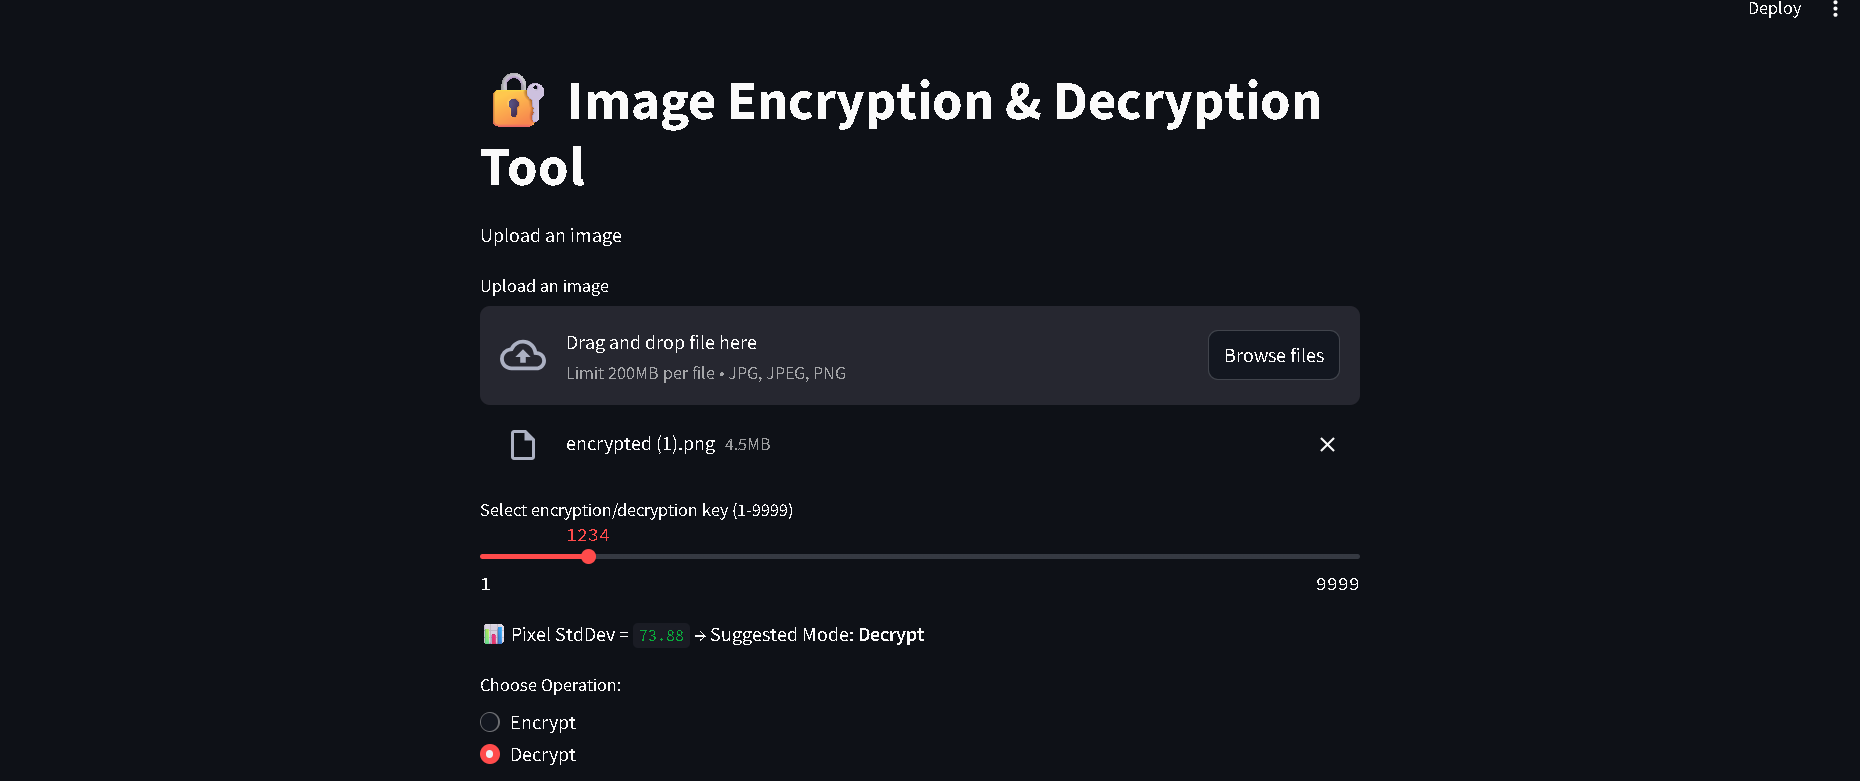 Deploy
Image Encryption & Decryption
Tool
Upload an image
Upload an image
Drag and drop file here
Limit 200MB per file • JPG, JPEG, PNG
Browse files
encrypted (1).png 4.5MB
Select encryption/decryption key (1-9999)
1234
1 9999
Pixel StdDev = 73.88 → Suggested Mode: Decrypt
Choose Operation:
Encrypt
Decrypt